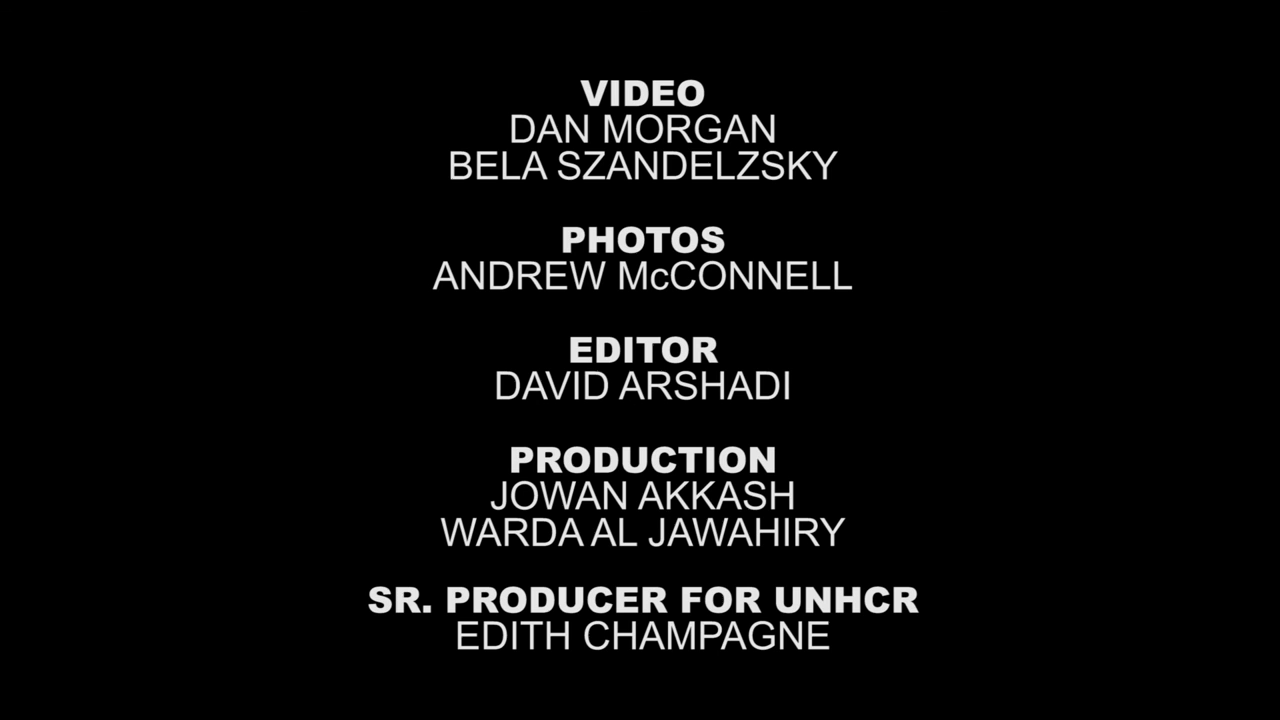 VIDEO
DAN MORGAN
BELA SZANDELZSKY
PHOTOS
ANDREW McCONNELL
EDITOR
DAVID ARSHADI
PRODUCTION
JOWAN AKKASH
WARDA AL JAWAHIRY
SR. PRODUCER FOR UNHCR
EDITH CHAMPAGNE